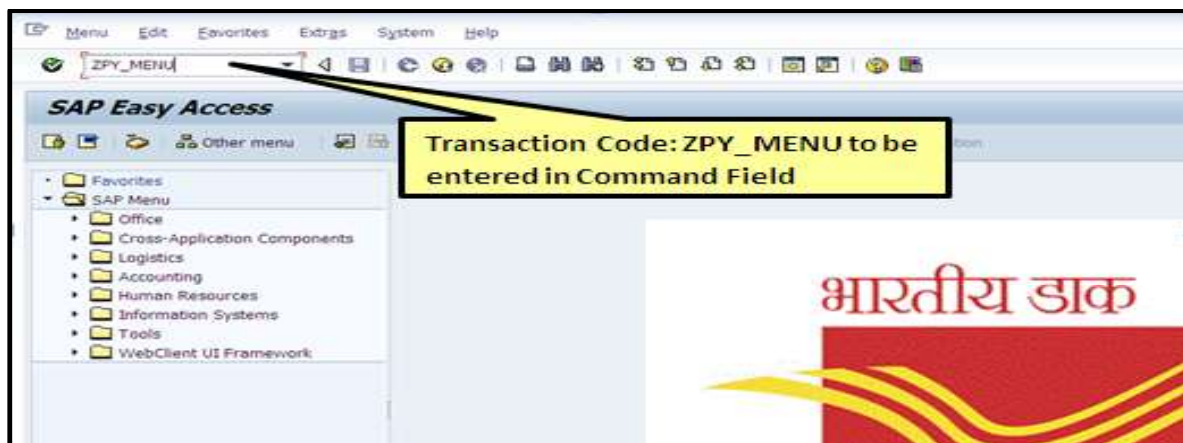 Menu Edit Favorites Extras System Help
ZPY_MENU
SAP Easy Access
Other menu
Transaction Code: ZPY_MENU to be
entered in Command Field
Favorites
SAP Menu
Office
Cross-Application Components
Logistics
Accounting
Human Resources
Information Systems
Tools
WebClient UI Framework
भारतीय डाक